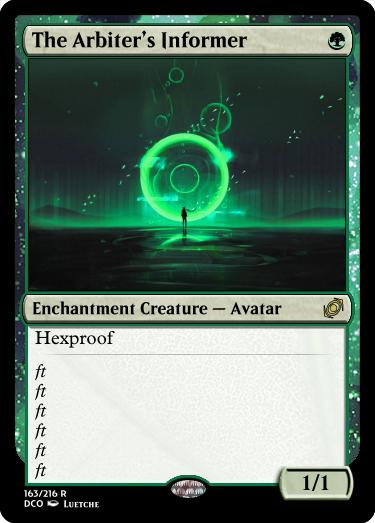 The Arbiter's Informer
Enchantment Creature — Avatar
Hexproof
ft
ft
ft
ft
ft
ft
1/1
163/216 R
DCO LUETCHE